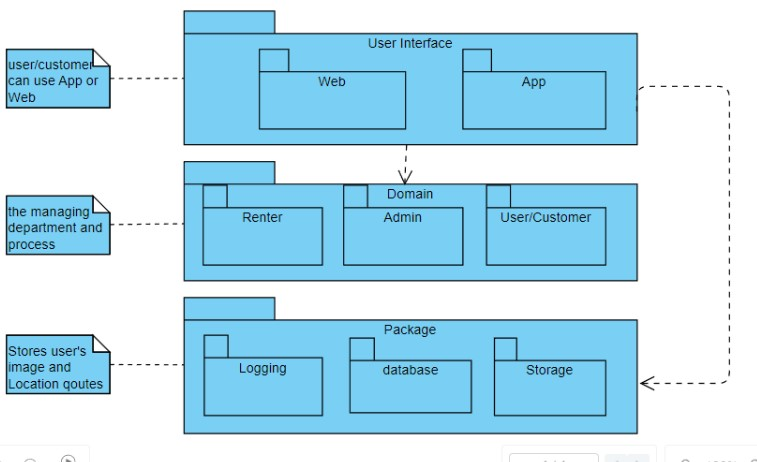 User Interface
user/customer
can use App or
Web
Web
App
Domain
the managing
department and
process
Renter
Admin
User/Customer
Package
Stores user's
image and
Location qoutes
Logging
database
Storage